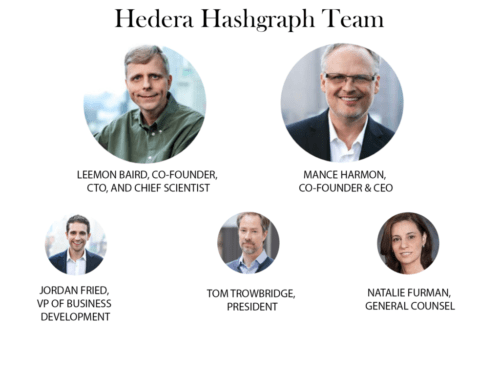 Hedera Hashgraph Team
LEEMON BAIRD, CO-FOUNDER,
CTO, AND CHIEF SCIENTIST
MANCE HARMON,
CO-FOUNDER & CEO
JORDAN FRIED,
VP OF BUSINESS
DEVELOPMENT
TOM TROWBRIDGE,
PRESIDENT
NATALIE FURMAN,
GENERAL COUNSEL